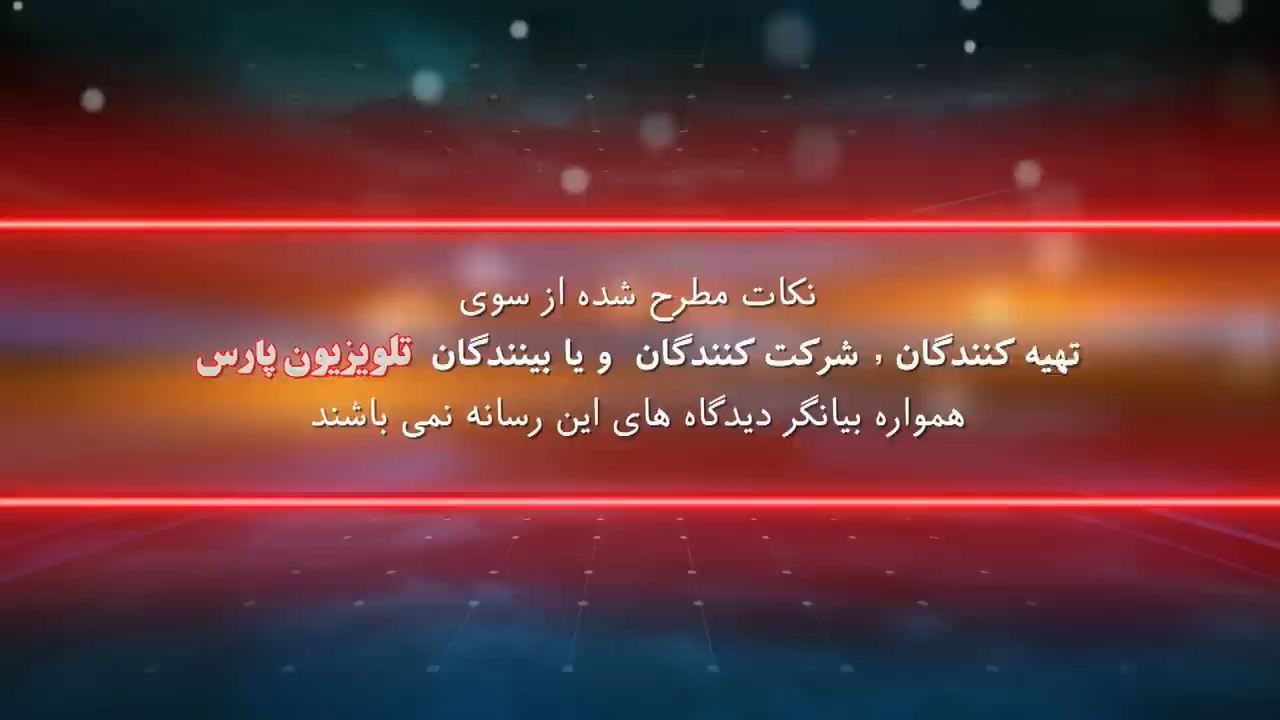 نکات مطرح شده از سوی
تهیه کنندگان , شرکت کنندگان و یا بینندگان تلویزیون پارس
همواره بیانگر دیدگاه های این رسانه نمی باشند